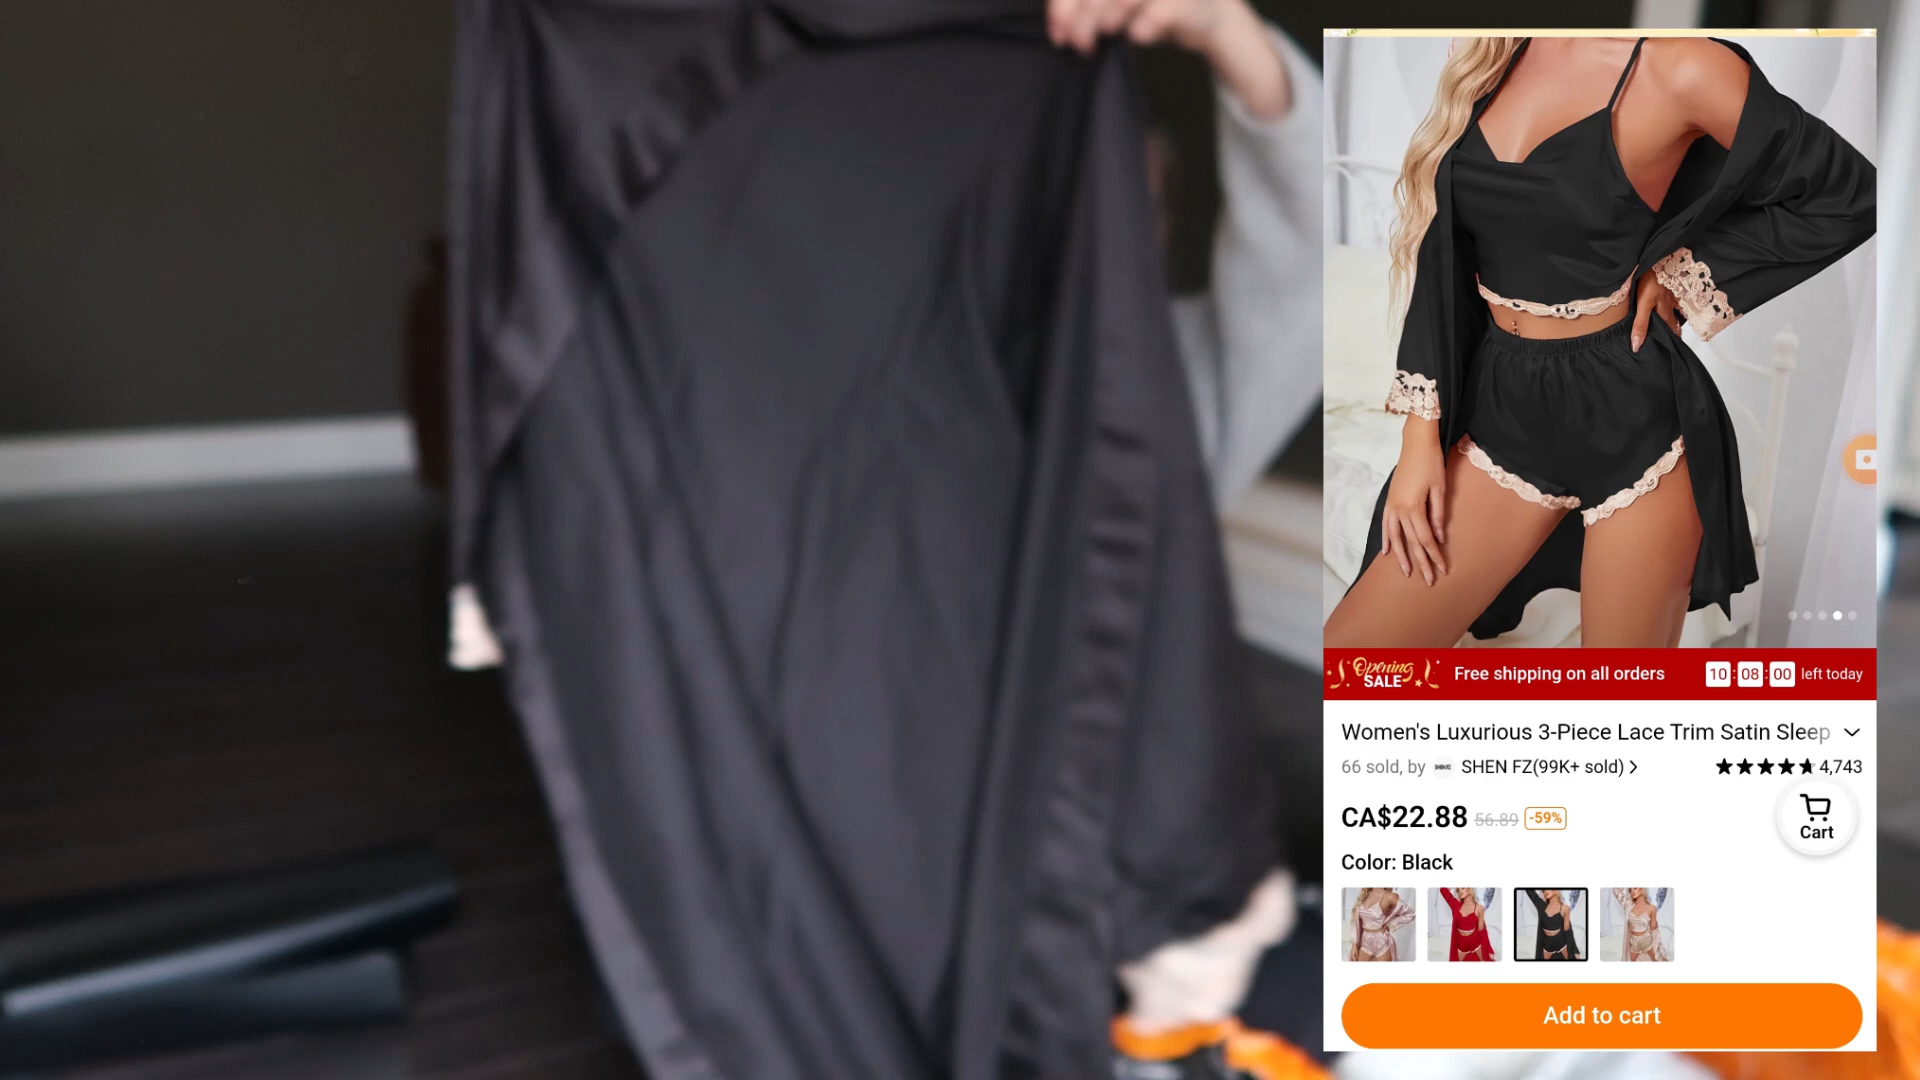 Opening
SALE
Free shipping on all orders
10:08:00 left today
Women's Luxurious 3-Piece Lace Trim Satin Sleep
66 sold, by SHEN FZ(99K+ sold)
4,743
CA$22.88 56.89 -59%
Cart
Color: Black
Add to cart